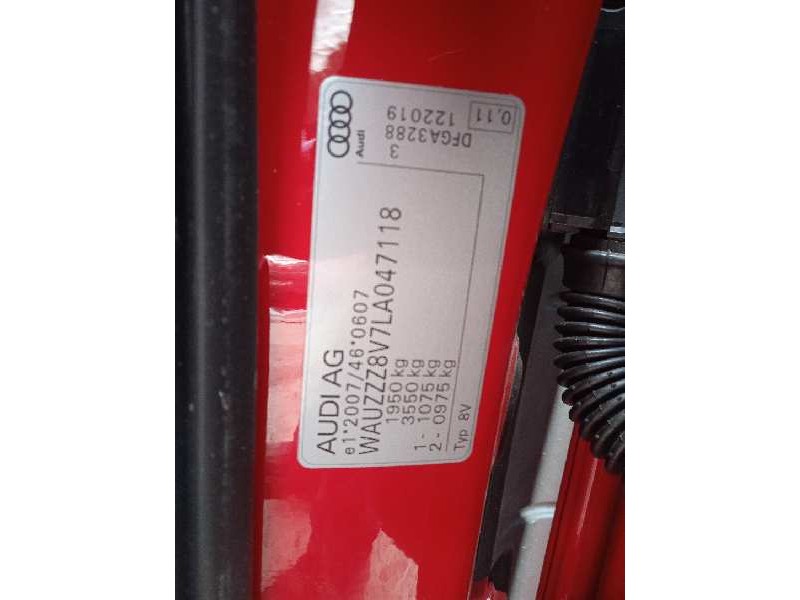 AUDI AG
e1*2007/46*0607
WAUZZZ8V7LA047118
1950 kg
3550 kg
1 - 1075 kg
2 - 0975 kg
Typ 8V
Audi
3
DFGA3288
122019
0,11